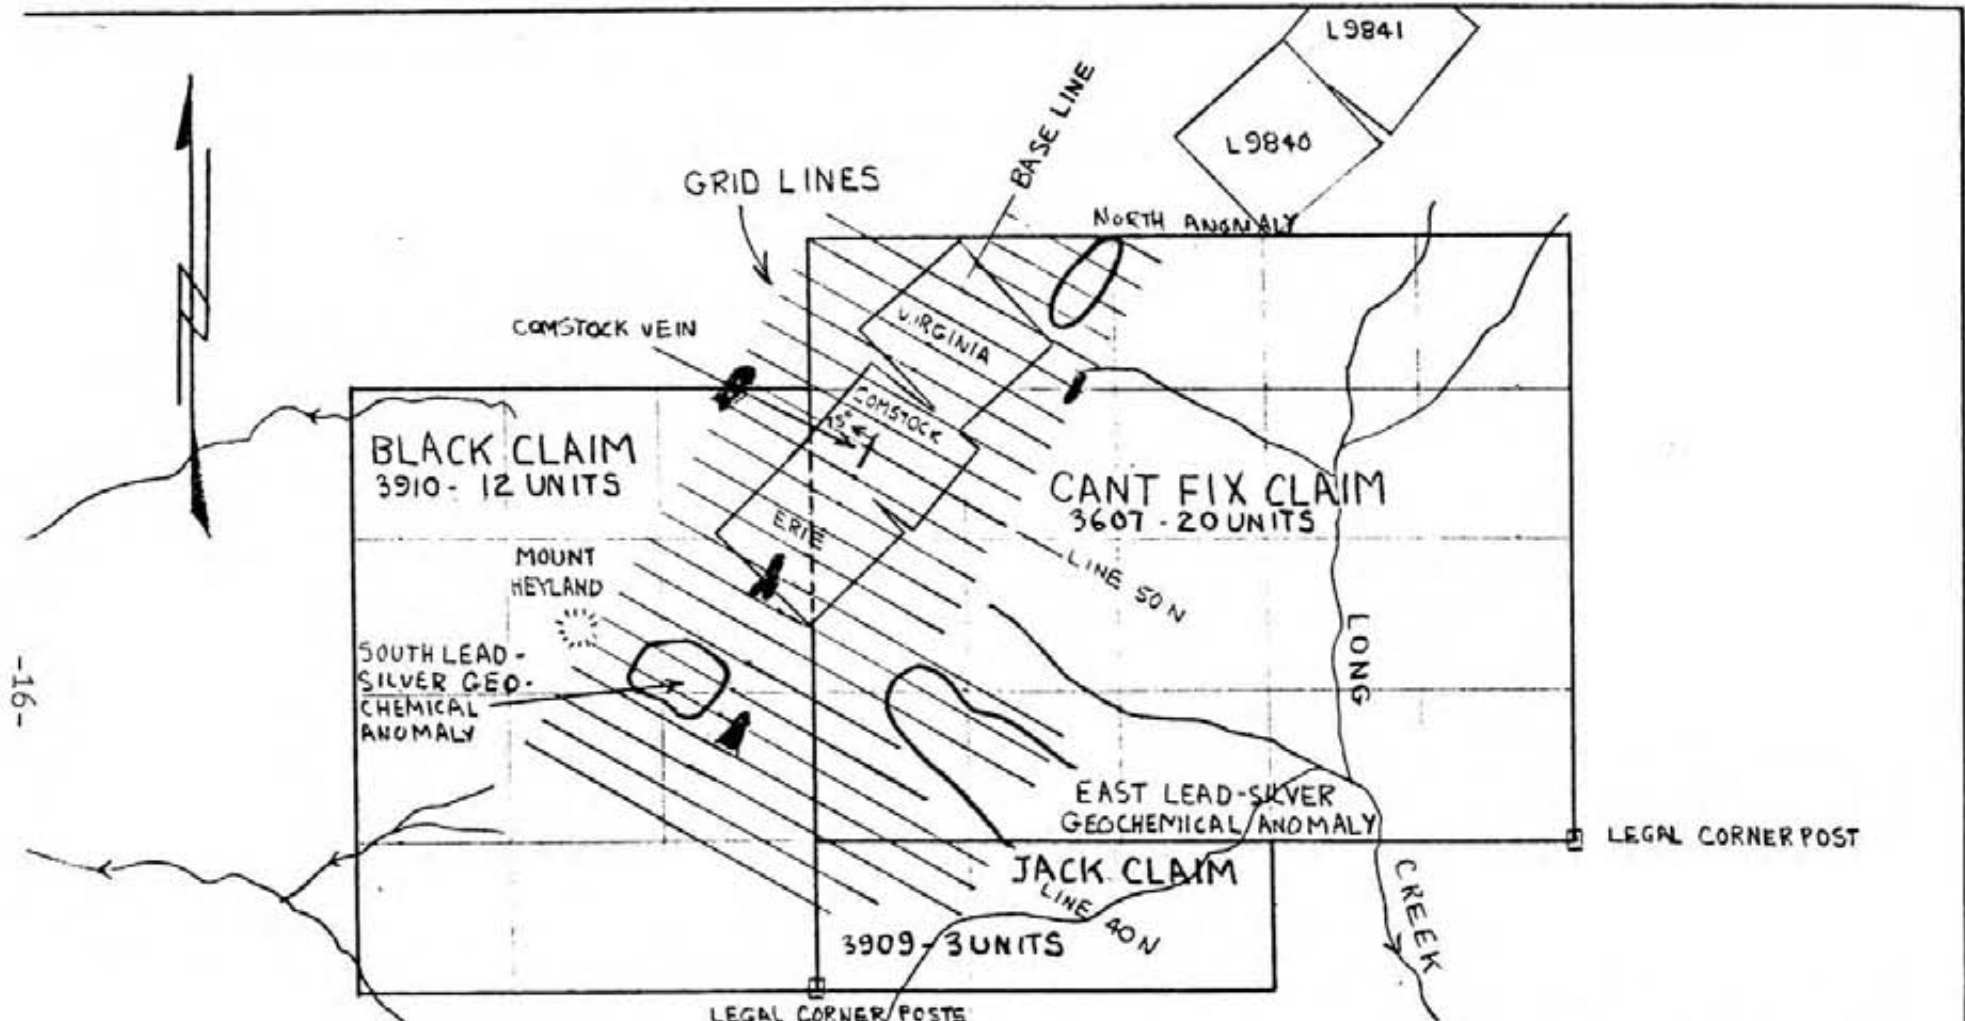 L9841
BASE LINE
L9840
GRID LINES
NORTH ANOMALY
VIRGINIA
COMSTOCK VEIN
COMSTOCK
75°
BLACK CLAIM
3910 - 12 UNITS
CANT FIX CLAIM
3607 - 20 UNITS
ERIE
MOUNT
HEYLAND
LINE 50 N
LONG
SOUTH LEAD-
SILVER GEO-
CHEMICAL
ANOMALY
-16-
EAST LEAD-SILVER
GEOCHEMICAL ANOMALY
LEGAL CORNER POST
JACK CLAIM
LINE 40 N
CREEK
3909 - 3 UNITS
LEGAL CORNER POSTS